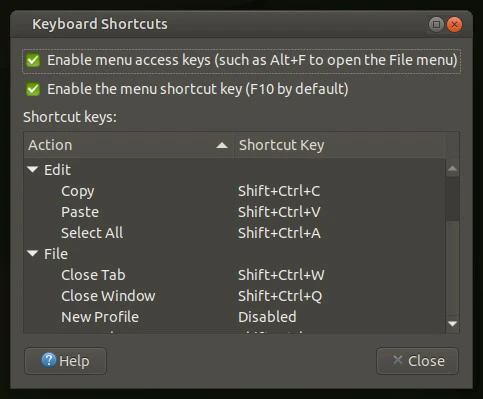 Keyboard Shortcuts
Enable menu access keys (such as Alt+F to open the File menu)
Enable the menu shortcut key (F10 by default)
Shortcut keys:
Action Shortcut Key
Edit
Copy Shift+Ctrl+C
Paste Shift+Ctrl+V
Select All Shift+Ctrl+A
File
Close Tab Shift+Ctrl+W
Close Window Shift+Ctrl+Q
New Profile Disabled
Help Close